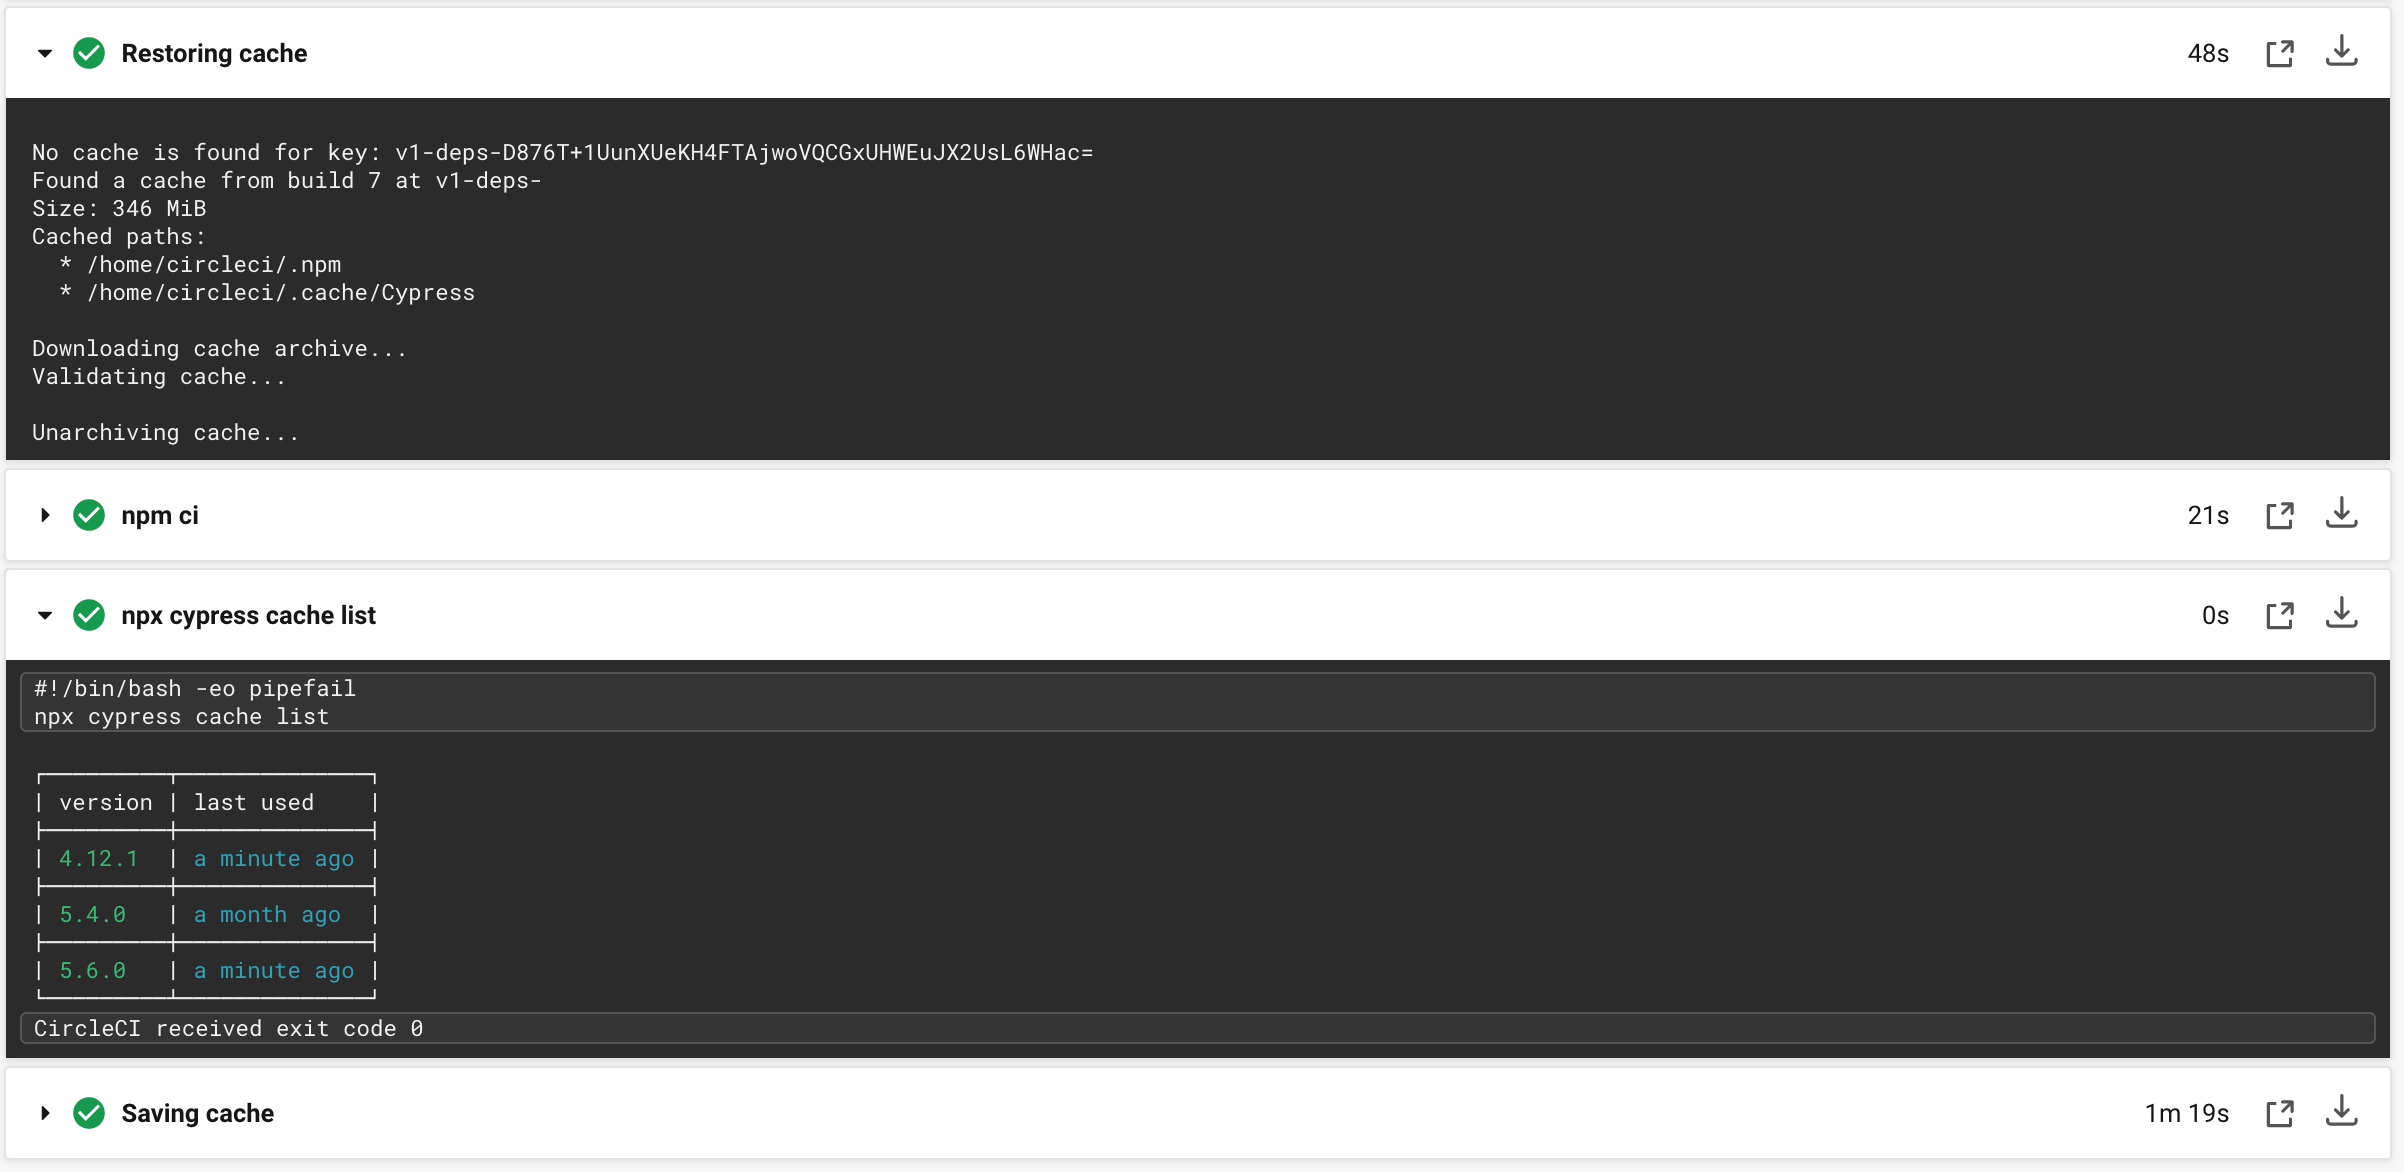 Restoring cache 48s
No cache is found for key: v1-deps-D876T+1UunXUeKH4FTAjwoVQCGxUHWEuJX2UsL6WHac=
Found a cache from build 7 at v1-deps-
Size: 346 MiB
Cached paths:
* /home/circleci/.npm
* /home/circleci/.cache/Cypress
Downloading cache archive...
Validating cache...
Unarchiving cache...
npm ci 21s
npx cypress cache list 0s
#!/bin/bash -eo pipefail
npx cypress cache list
version | last used
4.12.1 | a minute ago
5.4.0 | a month ago
5.6.0 | a minute ago
CircleCI received exit code 0
Saving cache 1m 19s